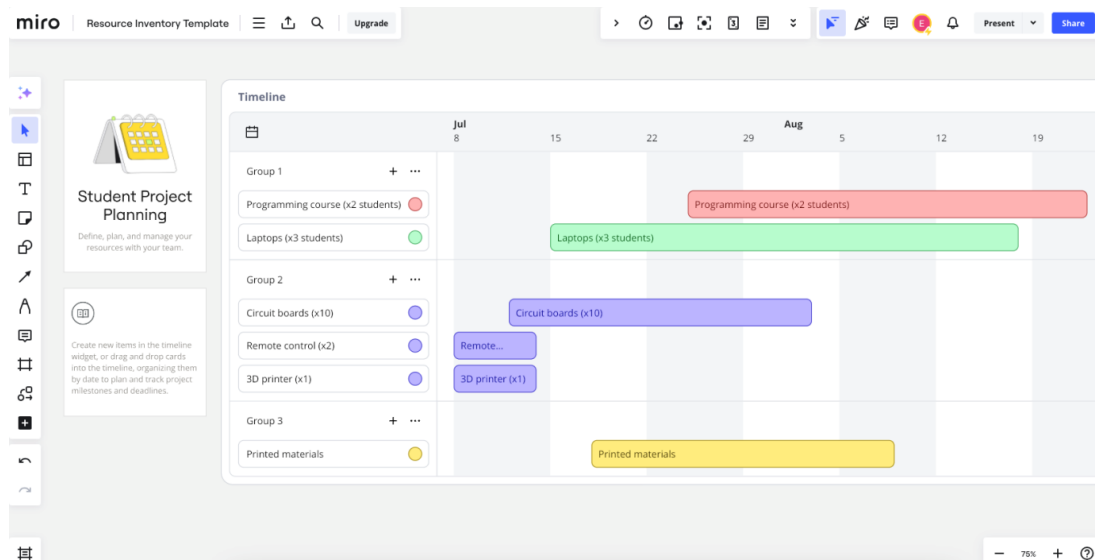 miro
Resource Inventory Template
Upgrade
3
E
Present
Share
Student Project
Planning
Define, plan, and manage your
resources with your team.
Create new items in the timeline
widget, or drag and drop cards
into the timeline, organizing them
by date to plan and track project
milestones and deadlines.
Timeline
Jul
Aug
8
15
22
29
5
12
19
Group 1
Programming course (x2 students)
Programming course (x2 students)
Laptops (x3 students)
Laptops (x3 students)
Group 2
Circuit boards (x10)
Circuit boards (x10)
Remote control (x2)
Remote...
3D printer (x1)
3D printer (x1)
Group 3
Printed materials
Printed materials
75%